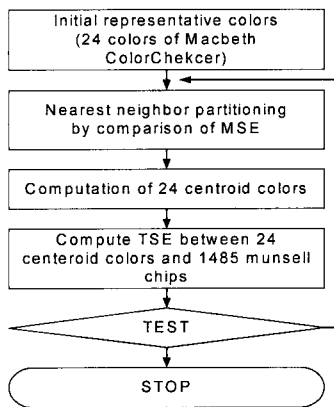 Initial representative colors
(24 colors of Macbeth
ColorChekcer)
Nearest neighbor partitioning
by comparison of MSE
Computation of 24 centroid colors
Compute TSE between 24
centeroid colors and 1485 munsell
chips
TEST
STOP